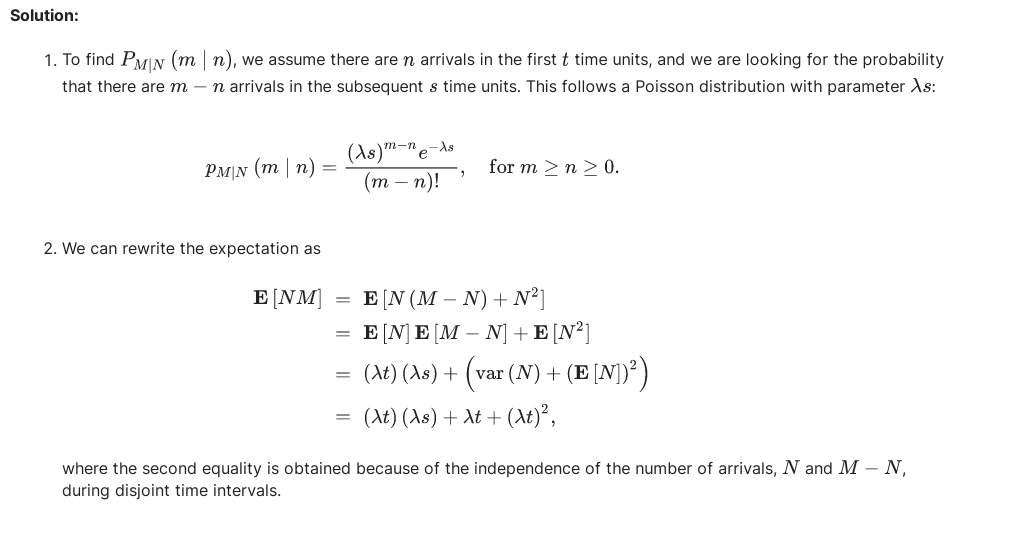 Solution:
1. To find $P_{M|N}(m \mid n)$, we assume there are $n$ arrivals in the first $t$ time units, and we are looking for the probability
that there are $m - n$ arrivals in the subsequent $s$ time units. This follows a Poisson distribution with parameter $\lambda s$:
$p_{M|N}(m \mid n) = \frac{(\lambda s)^{m-n} e^{-\lambda s}}{(m-n)!}, \quad \text{for } m \geq n \geq 0.$
2. We can rewrite the expectation as
$\mathbf{E}[NM] = \mathbf{E}[N(M - N) + N^2]$
$= \mathbf{E}[N]\mathbf{E}[M - N] + \mathbf{E}[N^2]$
$= (\lambda t)(\lambda s) + \left(\text{var}(N) + (\mathbf{E}[N])^2\right)$
$= (\lambda t)(\lambda s) + \lambda t + (\lambda t)^2,$
where the second equality is obtained because of the independence of the number of arrivals, $N$ and $M - N$,
during disjoint time intervals.